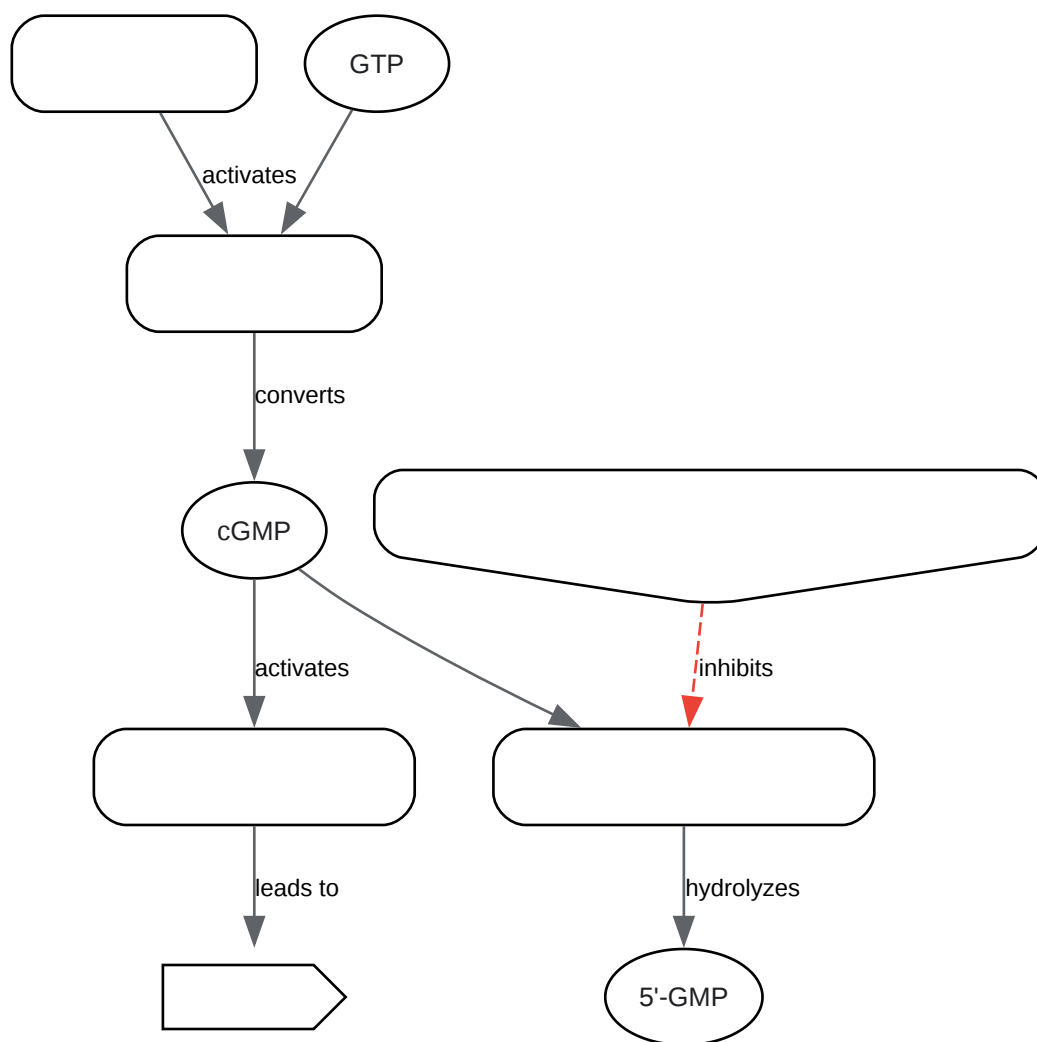 GTP
activates
converts
cGMP
activates
inhibits
leads to
hydrolyzes
5'-GMP